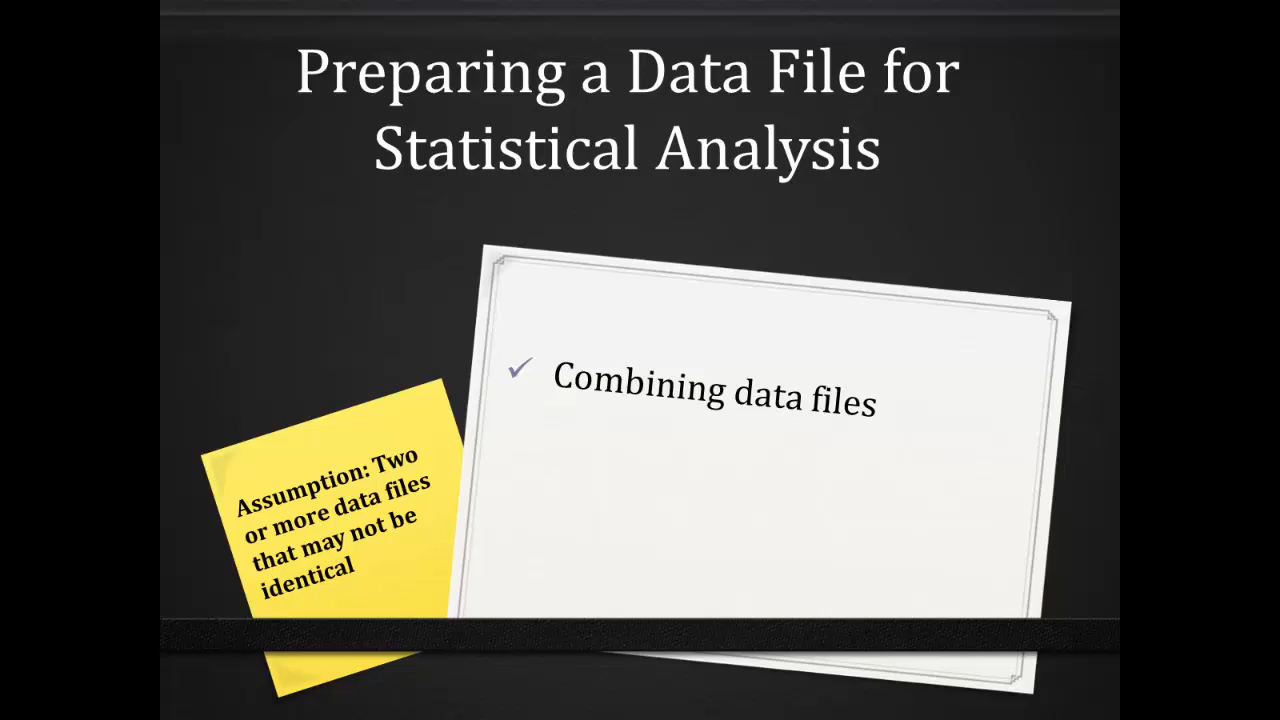 Preparing a Data File for
Statistical Analysis
✓ Combining data files
Assumption: Two
or more data files
that may not be
identical